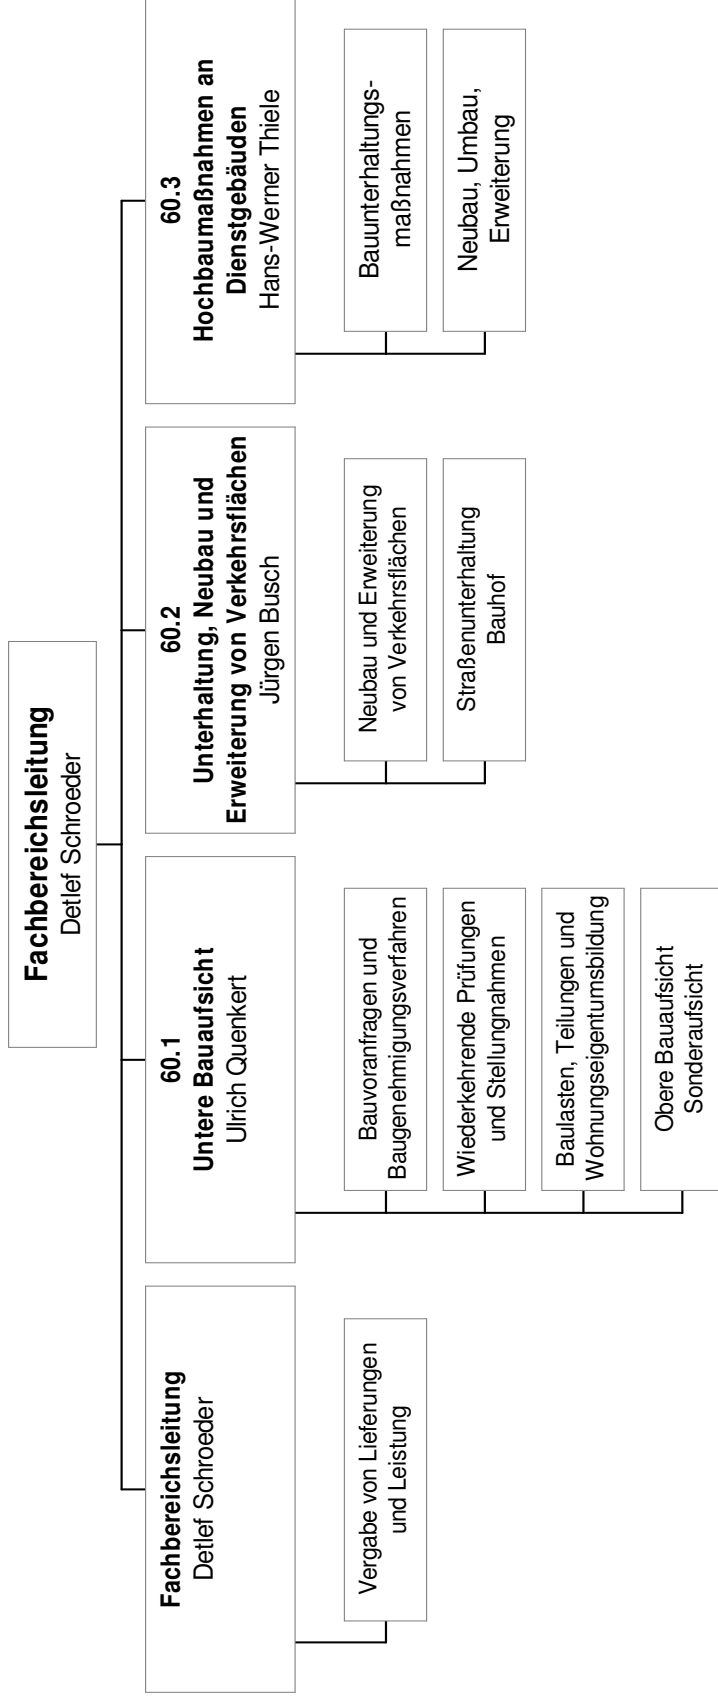 Fachbereichsleitung
Detlef Schroeder
Fachbereichsleitung
Detlef Schroeder
Vergabe von Lieferungen
und Leistung
60.1
Untere Bauaufsicht
Ulrich Quenkert
Bauvoranfragen und
Baugenehmigungsverfahren
Wiederkehrende Prüfungen
und Stellungnahmen
Baulasten, Teilungen und
Wohnungseigentumsbildung
Obere Bauaufsicht
Sonderaufsicht
60.2
Unterhaltung, Neubau und
Erweiterung von Verkehrsflächen
Jürgen Busch
Neubau und Erweiterung
von Verkehrsflächen
Straßenunterhaltung
Bauhof
60.3
Hochbaumaßnahmen an
Dienstgebäuden
Hans-Werner Thiele
Bauunterhaltungs-
maßnahmen
Neubau, Umbau,
Erweiterung